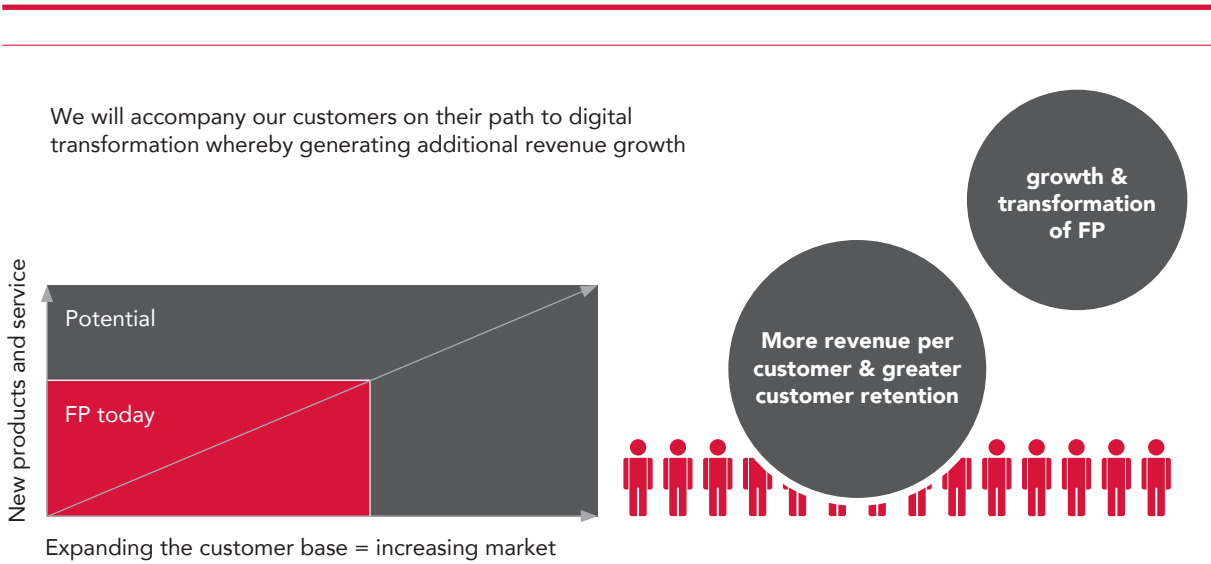 We will accompany our customers on their path to digital
transformation whereby generating additional revenue growth
growth &
transformation
of FP
More revenue per
customer & greater
customer retention
New products and service
Potential
FP today
Expanding the customer base = increasing market